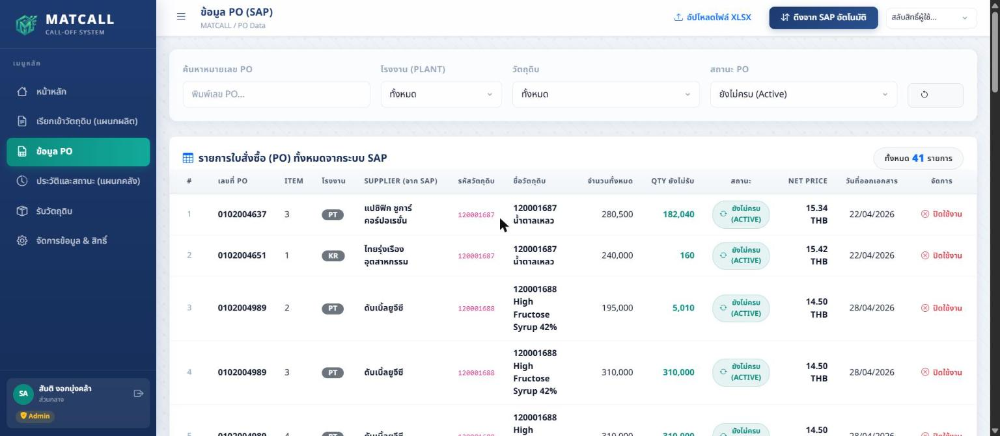 MATCALL
CALL-OFF SYSTEM
เมนูหลัก
หน้าหลัก
เรียกเข้าวัตถุดิบ (แผนกผลิต)
ข้อมูล PO
ประวัติและสถานะ (แผนกคลัง)
รับวัตถุดิบ
จัดการข้อมูล & สิทธิ์
SA
สันติ งอกบุ่งคล้า
ส่วนกลาง
Admin
ข้อมูล PO (SAP)
MATCALL / PO Data
อัปโหลดไฟล์ XLSX
ดึงจาก SAP อัตโนมัติ
สลับสิทธิ์ผู้ใช้...
ค้นหาหมายเลข PO
โรงงาน (PLANT)
วัตถุดิบ
สถานะ PO
พิมพ์เลข PO...
ทั้งหมด
ทั้งหมด
ยังไม่ครบ (Active)
รายการใบสั่งซื้อ (PO) ทั้งหมดจากระบบ SAP
ทั้งหมด 41 รายการ
# เลขที่ PO ITEM โรงงาน SUPPLIER (จาก SAP) รหัสวัตถุดิบ ชื่อวัตถุดิบ จำนวนทั้งหมด QTY ยังไม่รับ สถานะ NET PRICE วันที่ออกเอกสาร จัดการ
1 0102004637 3 PT แปซิฟิก ชูการ์ 120001687 120001687 280,500 182,040 ยังไม่ครบ 15.34 22/04/2026 ปิดใช้งาน
คอร์ปอเรชั่น น้ำตาลเหลว (ACTIVE) THB
2 0102004651 1 KR ไทยรุ่งเรือง 120001687 120001687 240,000 160 ยังไม่ครบ 15.42 22/04/2026 ปิดใช้งาน
อุตสาหกรรม น้ำตาลเหลว (ACTIVE) THB
3 0102004989 2 PT ดับเบิ้ลยูจีซี 120001688 120001688 195,000 5,010 ยังไม่ครบ 14.50 28/04/2026 ปิดใช้งาน
High (ACTIVE) THB
Fructose
Syrup 42%
4 0102004989 3 PT ดับเบิ้ลยูจีซี 120001688 120001688 310,000 310,000 ยังไม่ครบ 14.50 28/04/2026 ปิดใช้งาน
High (ACTIVE) THB
Fructose
Syrup 42%
5 0102004989 4 PT ดับเบิ้ลยูจีซี 120001688 120001688 310,000 310,000 ยังไม่ครบ 14.50 28/04/2026 ปิดใช้งาน
High